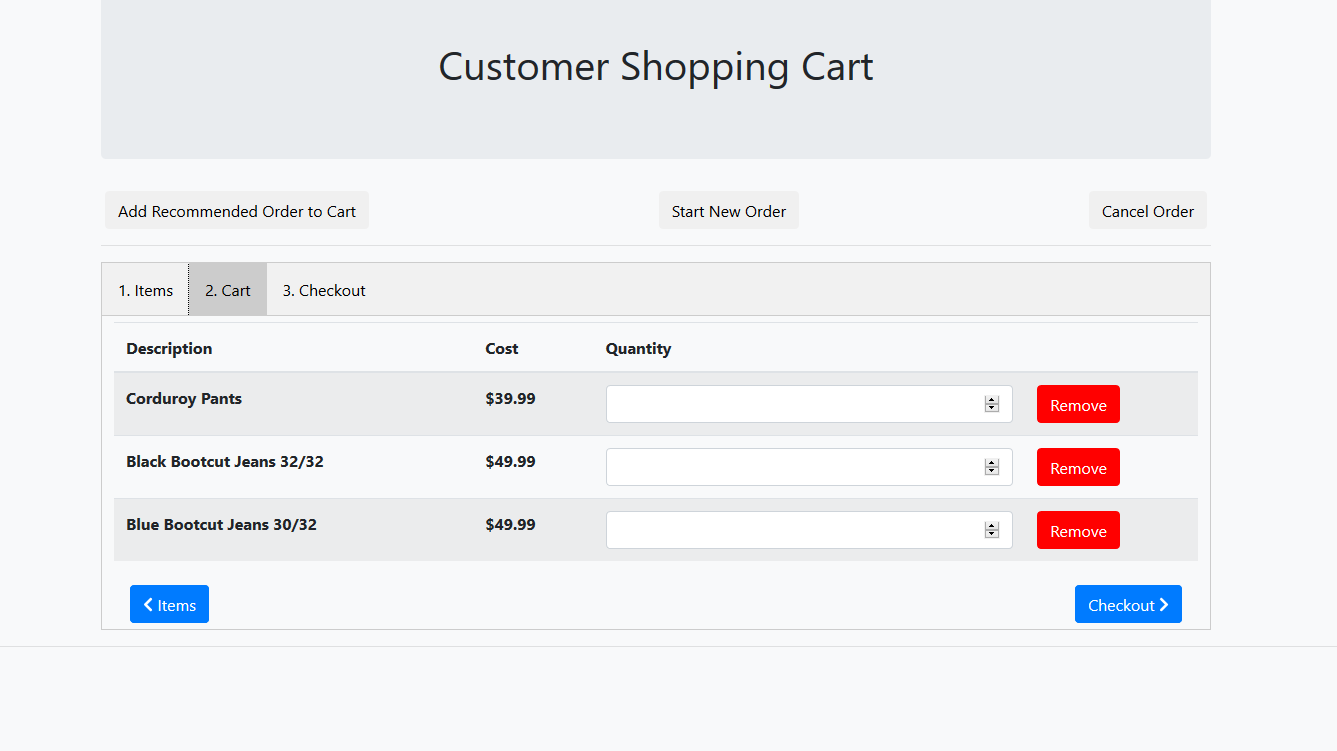 Customer Shopping Cart
Add Recommended Order to Cart Start New Order Cancel Order
1. Items 2. Cart 3. Checkout
Description Cost Quantity
Corduroy Pants $39.99 Remove
Black Bootcut Jeans 32/32 $49.99 Remove
Blue Bootcut Jeans 30/32 $49.99 Remove
Items Checkout